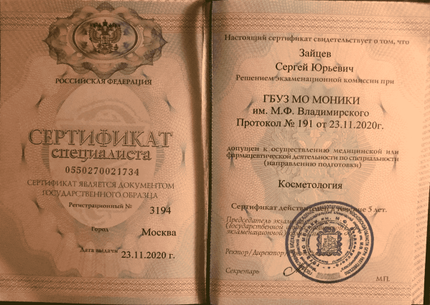 РОССИЙСКАЯ ФЕДЕРАЦИЯ
СЕРТИФИКАТ
специалиста
0550270021734
СЕРТИФИКАТ ЯВЛЯЕТСЯ ДОКУМЕНТОМ
ГОСУДАРСТВЕННОГО ОБРАЗЦА
Регистрационный № 3194
Город Москва
Дата выдачи 23.11.2020 г.
Настоящий сертификат свидетельствует о том, что
Зайцев
Сергей Юрьевич
Решением экзаменационной комиссии при
ГБУЗ МО МОНИКИ
им. М.Ф. Владимирского
Протокол № 191 от 23.11.2020г.
допущен к осуществлению медицинской или
фармацевтической деятельности по специальности
(направлению подготовки)
Косметология
Сертификат действителен в течение 5 лет.
Председатель
(государственной
экзаменационной)
Ректор/Директор
Секретарь
М.П.